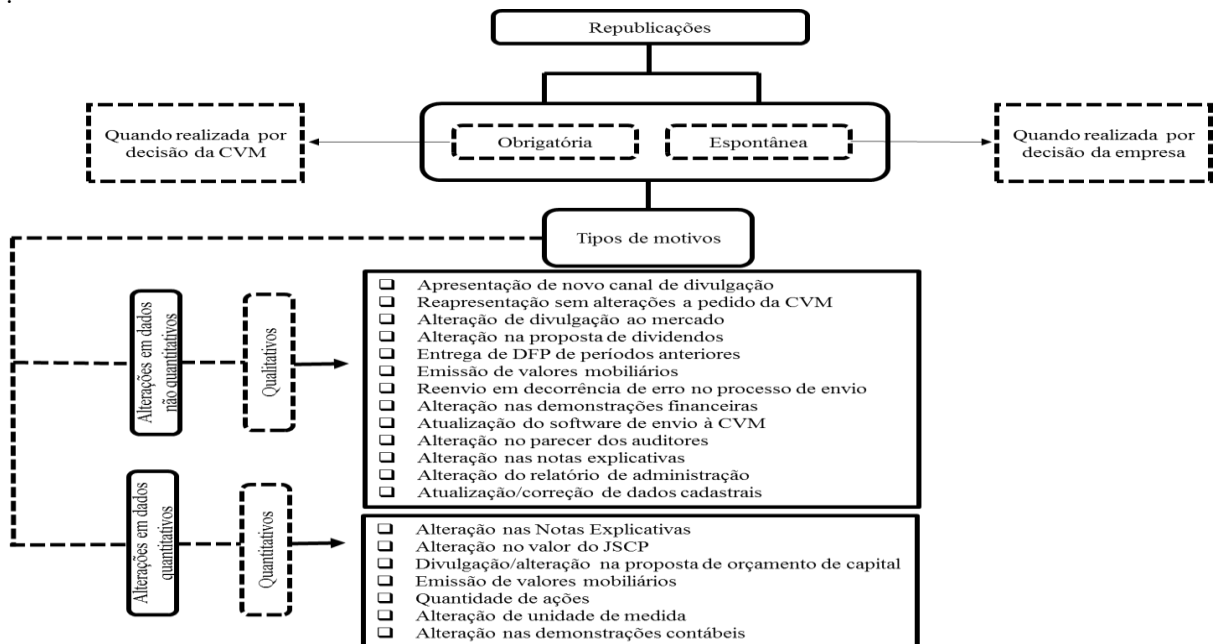 .
Republicações
Quando realizada por
decisão da CVM
Obrigatória
Espontânea
Quando realizada por
decisão da empresa
Tipos de motivos
Alterações em dados
não quantitativos
Qualitativos
Apresentação de novo canal de divulgação
Reapresentação sem alterações a pedido da CVM
Alteração de divulgação ao mercado
Alteração na proposta de dividendos
Entrega de DFP de períodos anteriores
Emissão de valores mobiliários
Reenvio em decorrência de erro no processo de envio
Alteração nas demonstrações financeiras
Atualização do software de envio à CVM
Alteração no parecer dos auditores
Alteração nas notas explicativas
Alteração do relatório de administração
Atualização/correção de dados cadastrais
Alterações em dados
quantitativos
Quantitativos
Alteração nas Notas Explicativas
Alteração no valor do JSCP
Divulgação/alteração na proposta de orçamento de capital
Emissão de valores mobiliários
Quantidade de ações
Alteração de unidade de medida
Alteração nas demonstrações contábeis